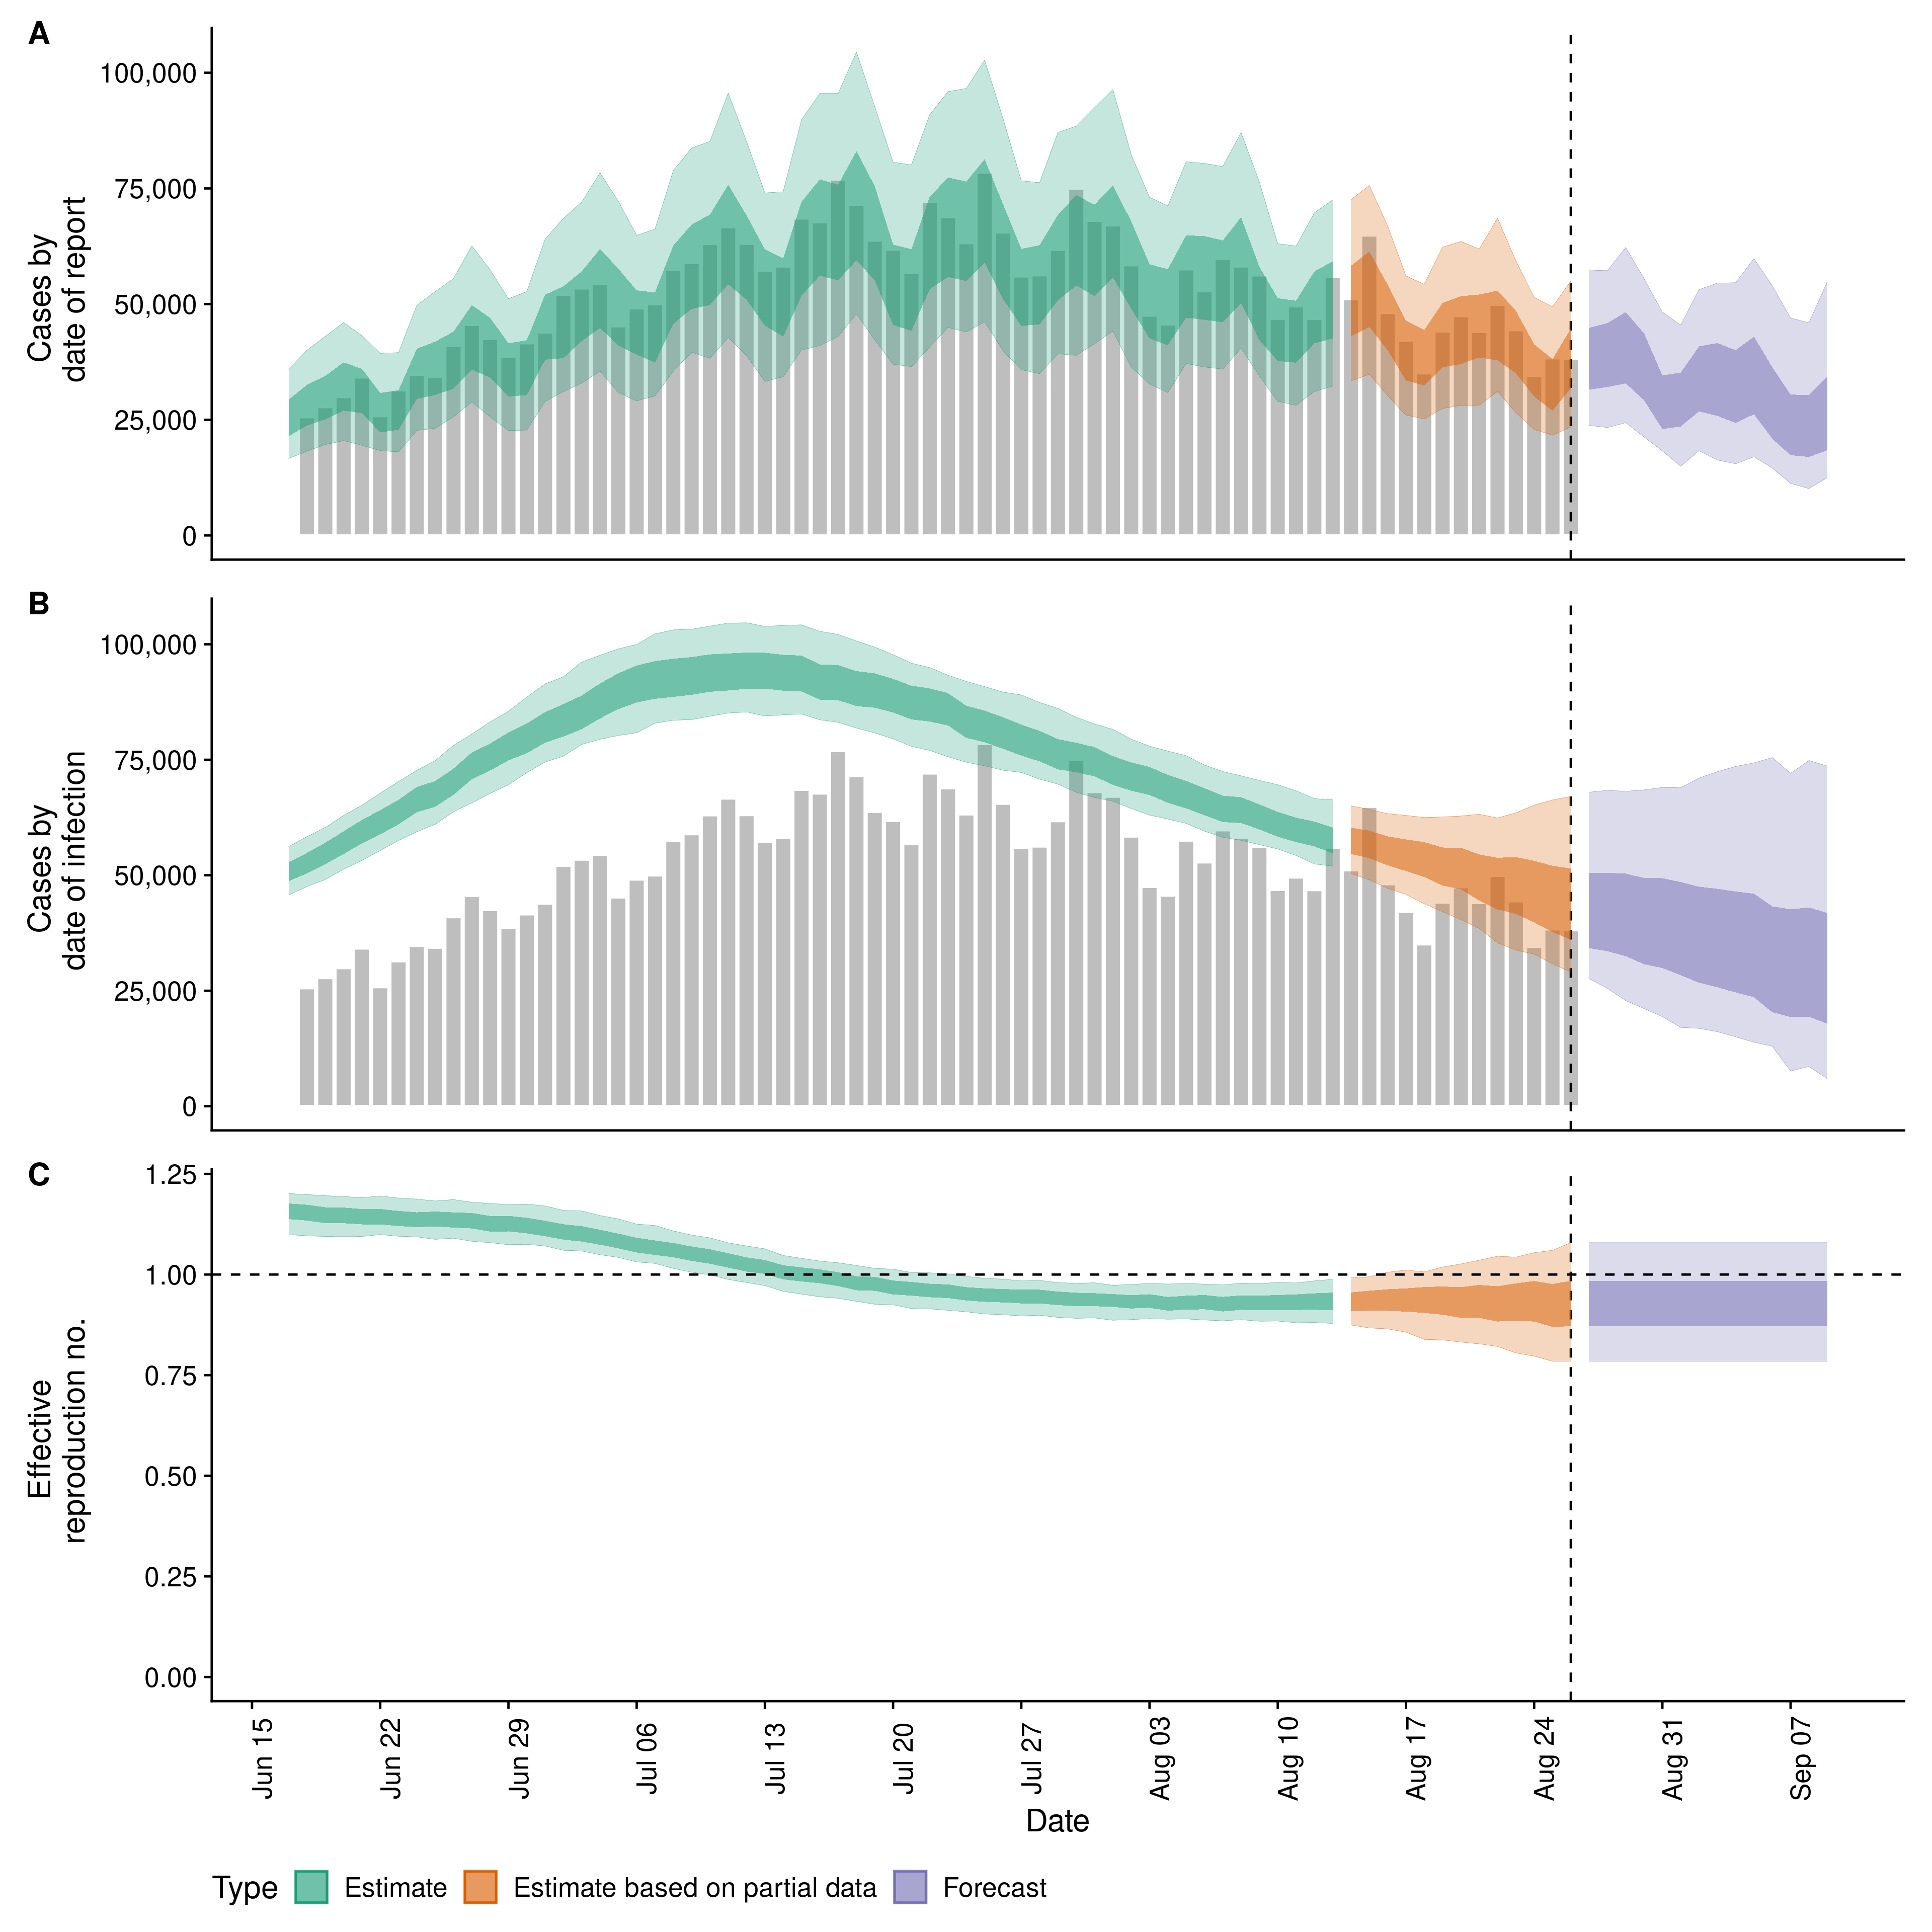 A
100,000
75,000
50,000
25,000
0
Cases by
date of report
B
100,000
75,000
50,000
25,000
0
Cases by
date of infection
C
1.25
1.00
0.75
0.50
0.25
0.00
Effective
reproduction no.
Jun 15
Jun 22
Jun 29
Jul 06
Jul 13
Jul 20
Jul 27
Aug 03
Aug 10
Aug 17
Aug 24
Aug 31
Sep 07
Date
Type Estimate Estimate based on partial data Forecast